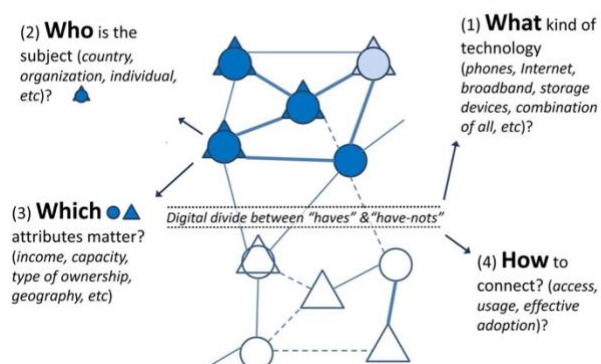 (2) Who is the
subject (country,
organization, individual,
etc)?
(1) What kind of
technology
(phones, Internet,
broadband, storage
devices, combination
of all, etc)?
(3) Which
attributes matter?
(income, capacity,
type of ownership,
geography, etc)
Digital divide between “haves” &“have-nots”
(4) How to
connect? (access,
usage, effective
adoption)?